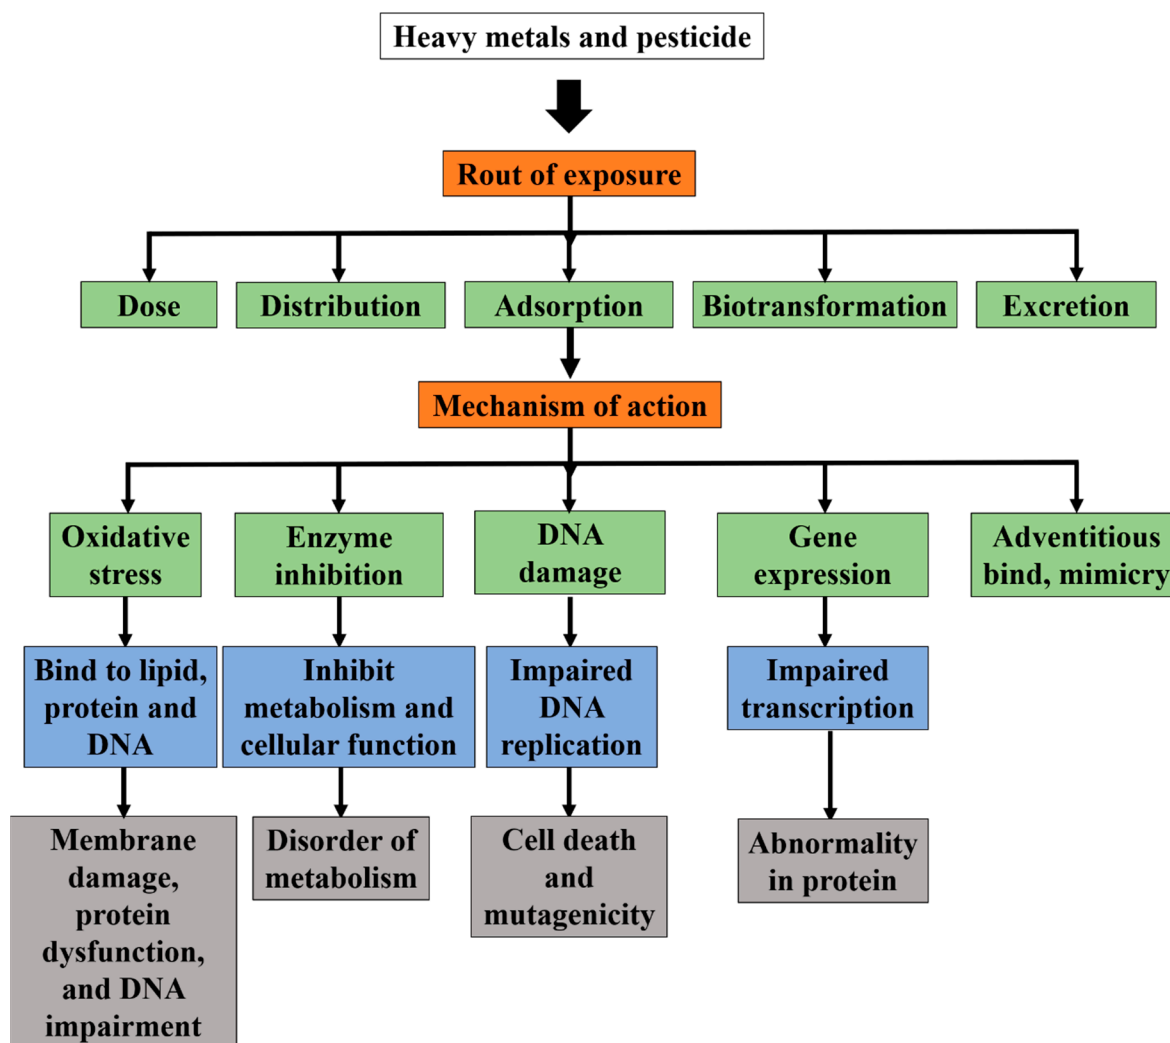 Heavy metals and pesticide
Rout of exposure
Dose
Distribution
Adsorption
Biotransformation
Excretion
Mechanism of action
Oxidative
stress
Enzyme
inhibition
DNA
damage
Gene
expression
Adventitious
bind, mimicry
Bind to lipid,
protein and
DNA
Inhibit
metabolism and
cellular function
Impaired
DNA
replication
Impaired
transcription
Membrane
damage,
protein
dysfunction,
and DNA
impairment
Disorder of
metabolism
Cell death
and
mutagenicity
Abnormality
in protein